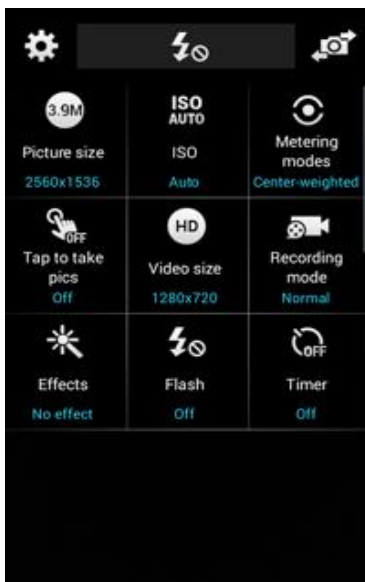 3.9M
ISO
AUTO
Picture size
ISO
Metering
modes
2560x1536
Auto
Center-weighted
OFF
HD
Tap to take
pics
Video size
Recording
mode
Off
1280x720
Normal
OFF
Effects
Flash
Timer
No effect
Off
Off